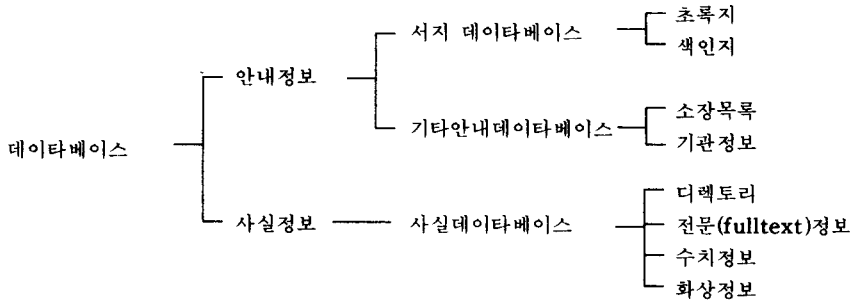 초록지
서지 데이타베이스
색인지
안내정보
소장목록
기타안내데이타베이스
기관정보
데이타베이스
디렉토리
사실정보
사실데이타베이스
전문(fulltext)정보
수치정보
화상정보